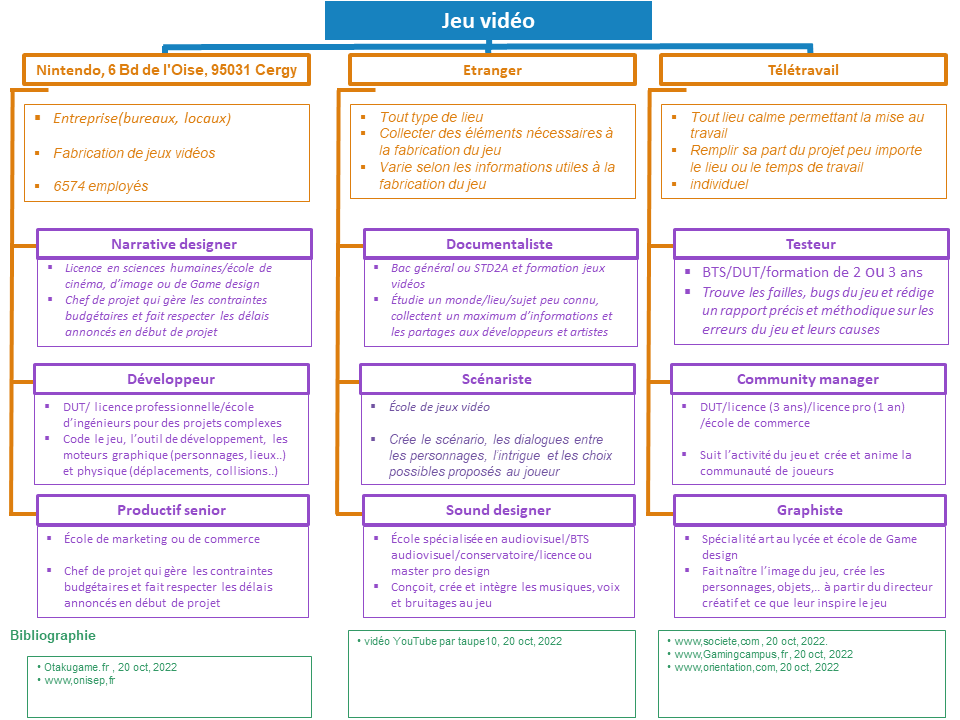 Jeu vidéo
Nintendo, 6 Bd de l'Oise, 95031 Cergy
Entreprise(bureaux, locaux)
Fabrication de jeux vidéos
6574 employés
Narrative designer
Licence en sciences humaines/école de
cinéma, d'image ou de Game design
Chef de projet qui gère les contraintes
budgétaires et fait respecter les délais
annoncés en début de projet
Développeur
DUT/ licence professionnelle/école
d'ingénieurs pour des projets complexes
Code le jeu, l'outil de développement, les
moteurs graphique (personnages, lieux..)
et physique (déplacements, collisions..)
Productif senior
École de marketing ou de commerce
Chef de projet qui gère les contraintes
budgétaires et fait respecter les délais
annoncés en début de projet
Etranger
Tout type de lieu
Collecter des éléments nécessaires à
la fabrication du jeu
Varie selon les informations utiles à la
fabrication du jeu
Documentaliste
Bac général ou STD2A et formation jeux
vidéos
Étudie un monde/lieu/sujet peu connu,
collectent un maximum d'informations et
les partages aux développeurs et artistes
Scénariste
École de jeux vidéo
Crée le scénario, les dialogues entre
les personnages, l'intrigue et les choix
possibles proposés au joueur
Sound designer
École spécialisée en audiovisuel/BTS
audiovisuel/conservatoire/licence ou
master pro design
Conçoit, crée et intègre les musiques, voix
et bruitages au jeu
Télétravail
Tout lieu calme permettant la mise au
travail
Remplir sa part du projet peu importe
le lieu ou le temps de travail
individuel
Testeur
BTS/DUT/formation de 2 ou 3 ans
Trouve les failles, bugs du jeu et rédige
un rapport précis et méthodique sur les
erreurs du jeu et leurs causes
Community manager
DUT/licence (3 ans)/licence pro (1 an)
/école de commerce
Suit l'activité du jeu et crée et anime la
communauté de joueurs
Graphiste
Spécialité art au lycée et école de Game
design
Fait naître l'image du jeu, crée les
personnages, objets,.. à partir du directeur
créatif et ce que leur inspire le jeu
Bibliographie
• Otakugame.fr , 20 oct, 2022
• www,onisep,fr
• vidéo YouTube par taupe10, 20 oct, 2022
• www,societe,com , 20 oct, 2022.
• www,Gamingcampus,fr , 20 oct, 2022
• www,orientation,com, 20 oct, 2022